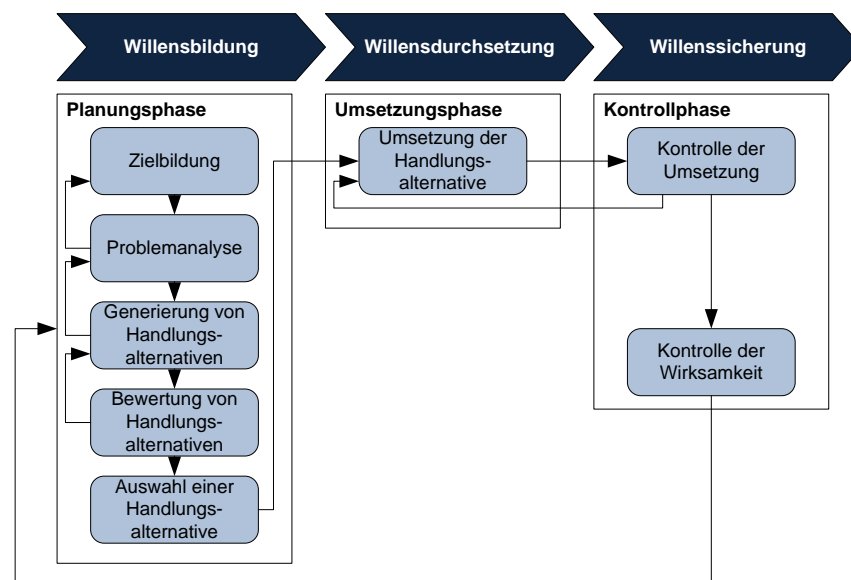 Willensbildung
Willensdurchsetzung
Willenssicherung
Planungsphase
Zielbildung
Problemanalyse
Generierung von
Handlungs-
alternativen
Bewertung von
Handlungs-
alternativen
Auswahl einer
Handlungs-
alternative
Umsetzungsphase
Umsetzung der
Handlungs-
alternative
Kontrollphase
Kontrolle der
Umsetzung
Kontrolle der
Wirksamkeit